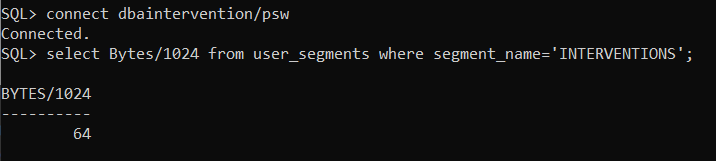 SQL> connect dbaintervention/psw
Connected.
SQL> select Bytes/1024 from user_segments where segment_name='INTERVENTIONS';
BYTES/1024
----------
        64